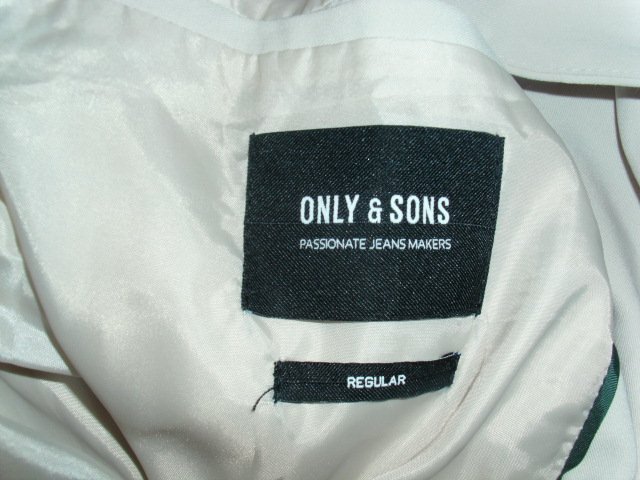 ONLY & SONS
PASSIONATE JEANS MAKERS
REGULAR